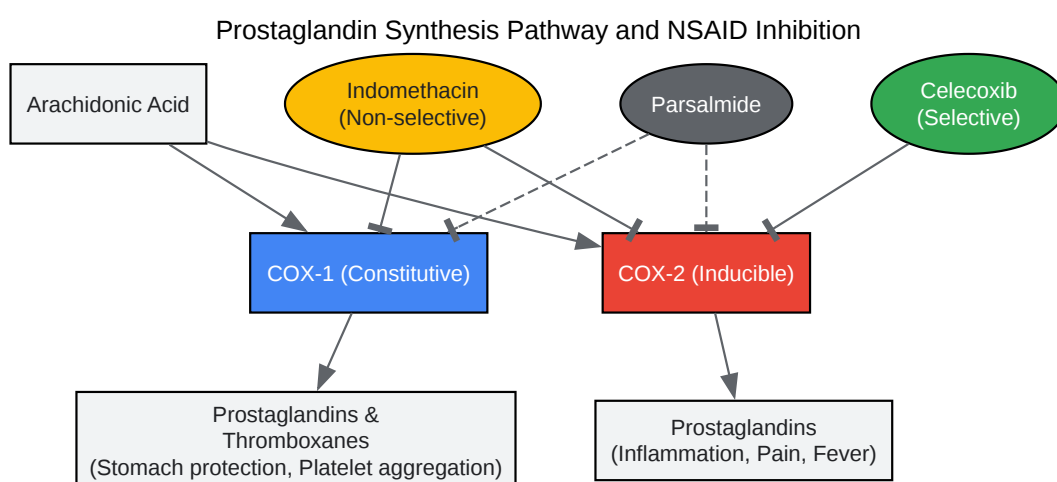 Prostaglandin Synthesis Pathway and NSAID Inhibition
Arachidonic Acid
Indomethacin
(Non-selective)
Parsalmide
Celecoxib
(Selective)
COX-1 (Constitutive)
COX-2 (Inducible)
Prostaglandins &
Thromboxanes
(Stomach protection, Platelet aggregation)
Prostaglandins
(Inflammation, Pain, Fever)